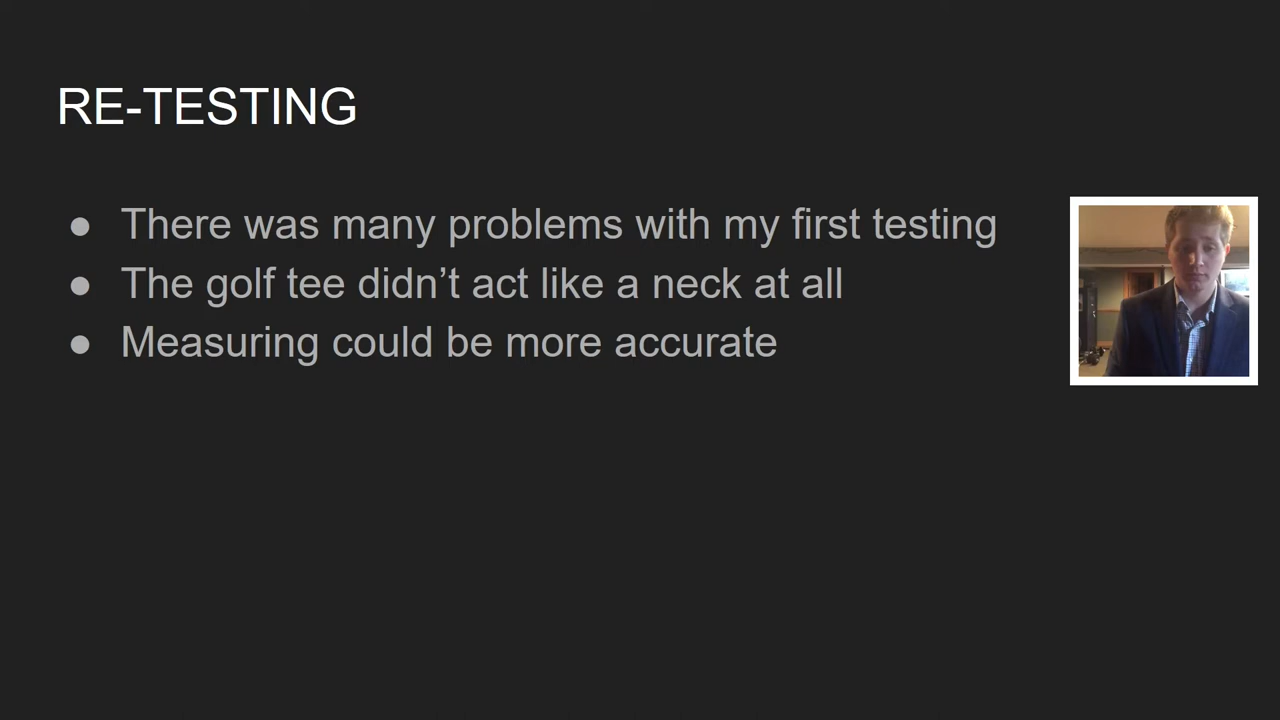 RE-TESTING
● There was many problems with my first testing
● The golf tee didn’t act like a neck at all
● Measuring could be more accurate